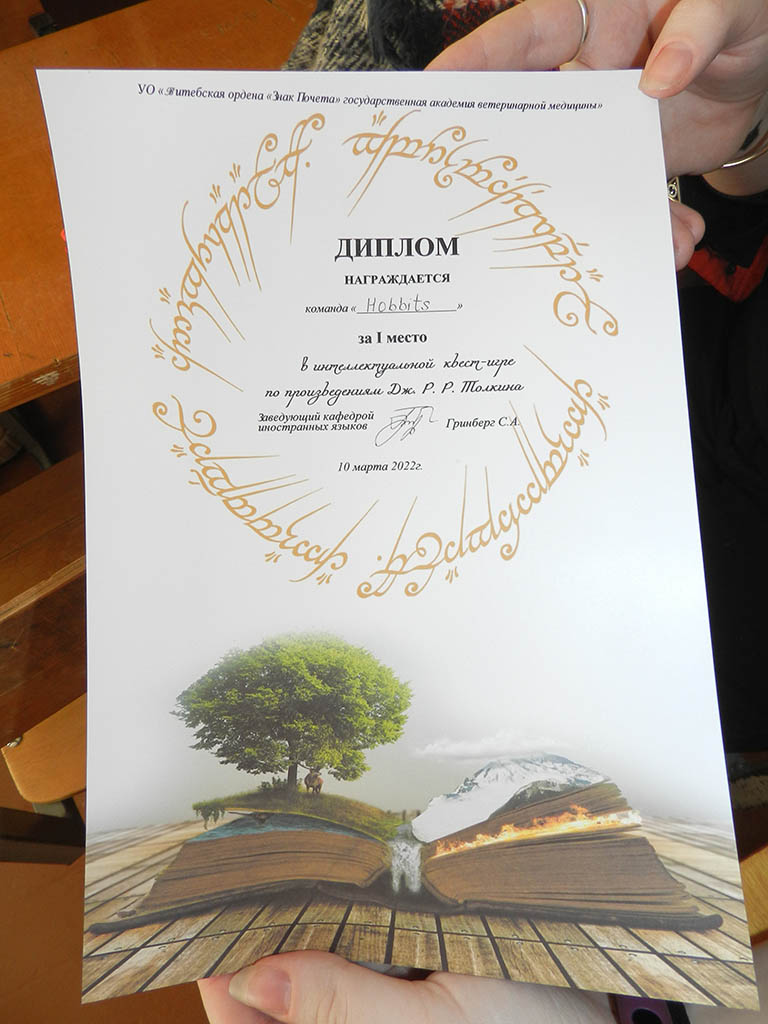 УО «Витебская ордена «Знак Почета» государственная академия ветеринарной медицины»
ДИПЛОМ
НАГРАЖДАЕТСЯ
команда « Hobbits »
за I место
в интеллектуальной квест-игре
по произведениям Дж. Р. Р. Толкина
Заведующий кафедрой
иностранных языков Гринберг С.А.
10 марта 2022г.